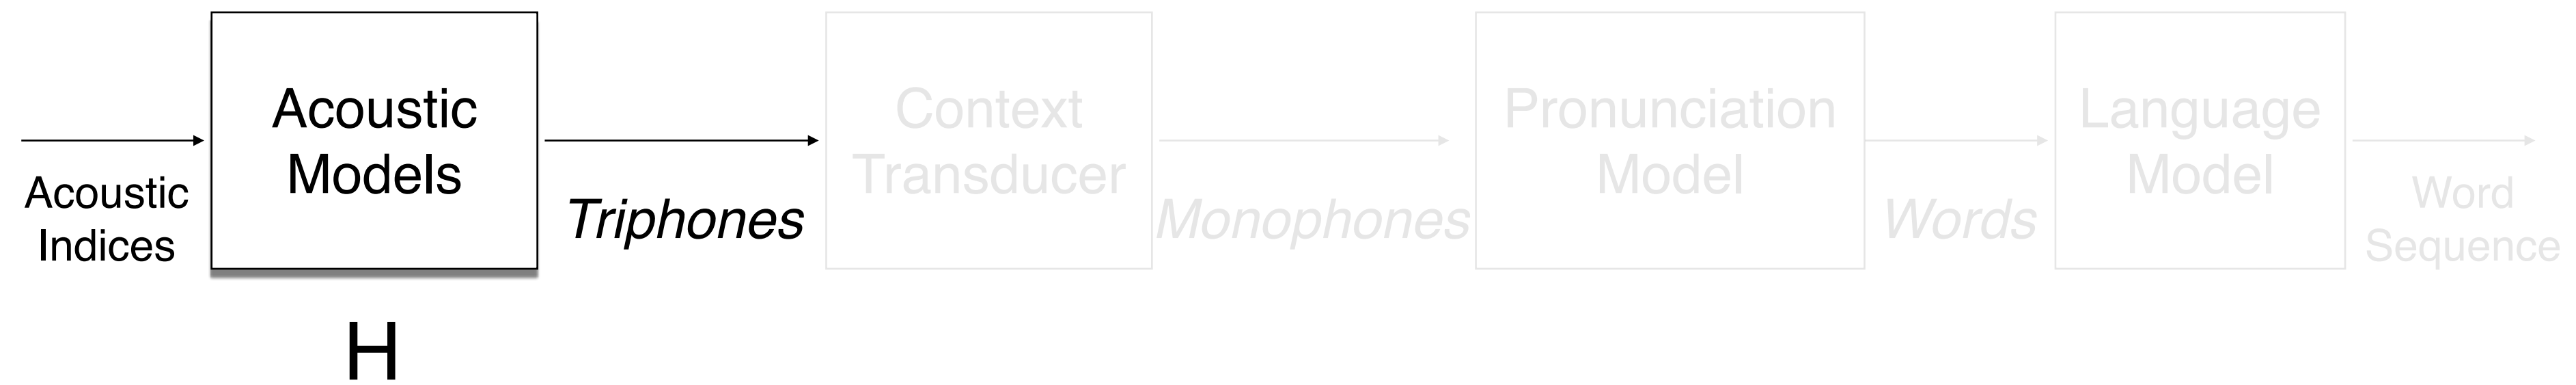 Acoustic
Models
Context
Transducer
Pronunciation
Model
Language
Model
Acoustic
Indices
Triphones
Monophones
Words
Word
Sequence
H